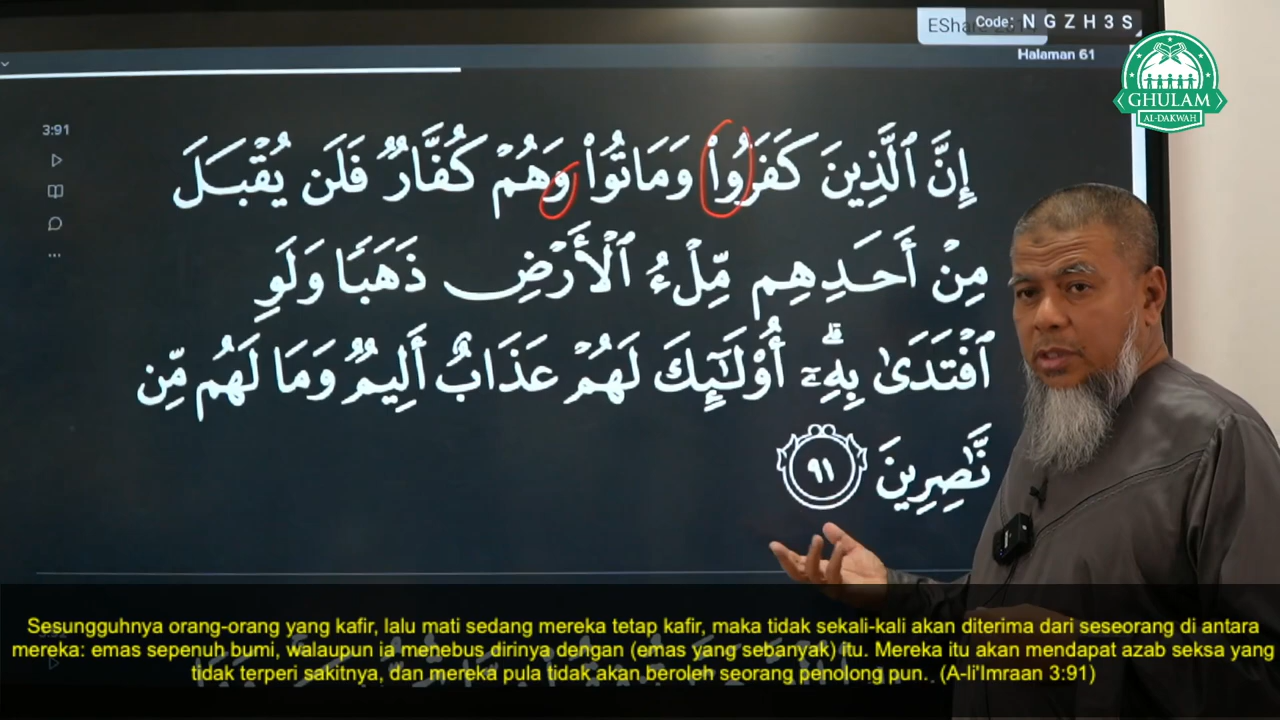 EShare
Code: N G Z H 3 S
Halaman 61
GHULAM
AL-DAKWAH
3:91
إِنَّ ٱلَّذِينَ كَفَرُوا۟ وَمَاتُوا۟ وَهُمْ كُفَّارٌۭ فَلَن يُقْبَلَ
مِنْ أَحَدِهِم مِّلْءُ ٱلْأَرْضِ ذَهَبًۭا وَلَوِ
ٱفْتَدَىٰ بِهِۦٓ ۗ أُو۟لَـٰٓئِكَ لَهُمْ عَذَابٌ أَلِيمٌۭ وَمَا لَهُم مِّن
نَّـٰصِرِينَ ٩١
Sesungguhnya orang-orang yang kafir, lalu mati sedang mereka tetap kafir, maka tidak sekali-kali akan diterima dari seseorang di antara
mereka: emas sepenuh bumi, walaupun ia menebus dirinya dengan (emas yang sebanyak) itu. Mereka itu akan mendapat azab seksa yang
tidak terperi sakitnya, dan mereka pula tidak akan beroleh seorang penolong pun. (A-li'Imraan 3:91)